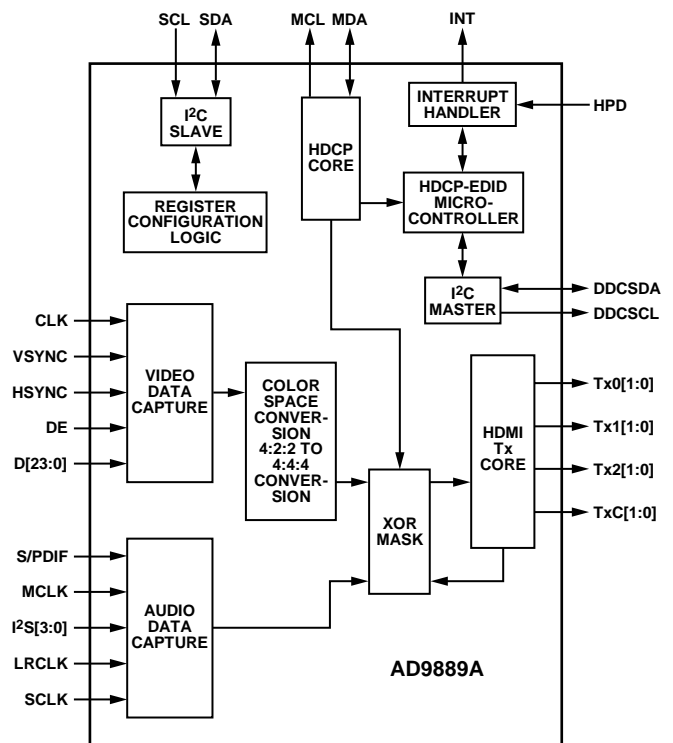 SCL SDA MCL MDA INT
HPD
I²C
SLAVE
HDCP
CORE
INTERRUPT
HANDLER
REGISTER
CONFIGURATION
LOGIC
HDCP-EDID
MICRO-
CONTROLLER
I²C
MASTER
DDCSDA
DDCSCL
CLK
VSYNC
HSYNC
DE
D[23:0]
VIDEO
DATA
CAPTURE
COLOR
SPACE
CONVER-
SION
4:2:2 TO
4:4:4
CONVER-
SION
XOR
MASK
HDMI
Tx
CORE
Tx0[1:0]
Tx1[1:0]
Tx2[1:0]
TxC[1:0]
S/PDIF
MCLK
I²S[3:0]
LRCLK
SCLK
AUDIO
DATA
CAPTURE
AD9889A